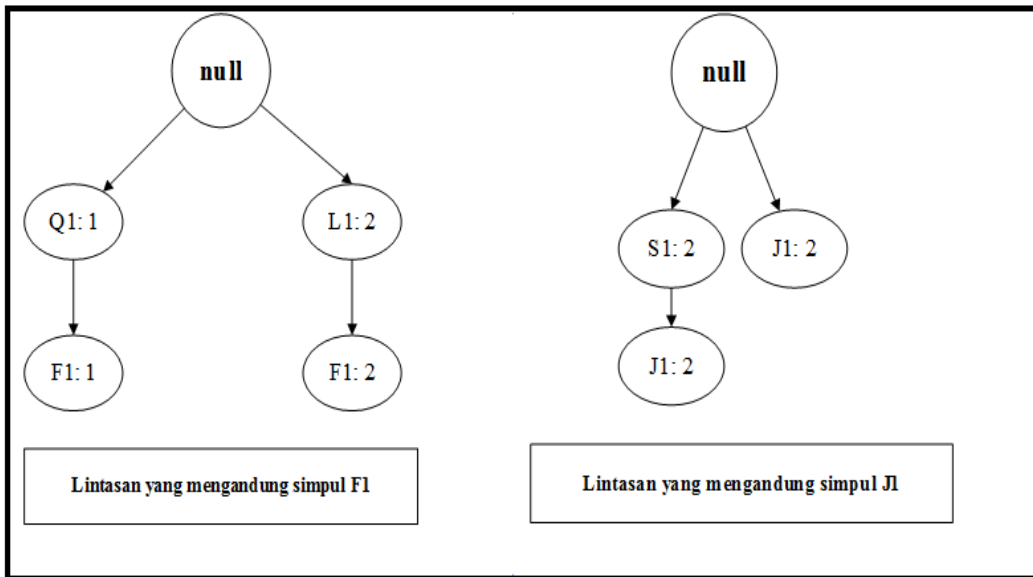 null
Q1: 1
L1: 2
F1: 1
F1: 2
Lintasan yang mengandung simpul F1
null
S1: 2
J1: 2
J1: 2
Lintasan yang mengandung simpul J1